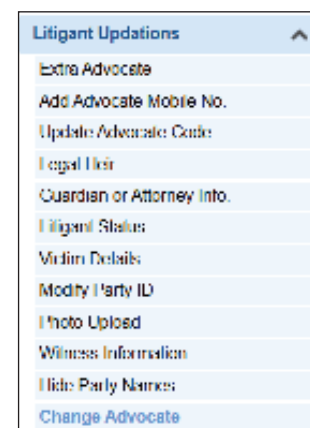 Litigant Updations
Extra Advocate
Add Advocate Mobile No.
Update Advocate Code
Legal Heir
Guardian or Attorney Info.
Litigant Status
Victim Details
Modify Party ID
Photo Upload
Witness Information
Hide Party Names
Change Advocate